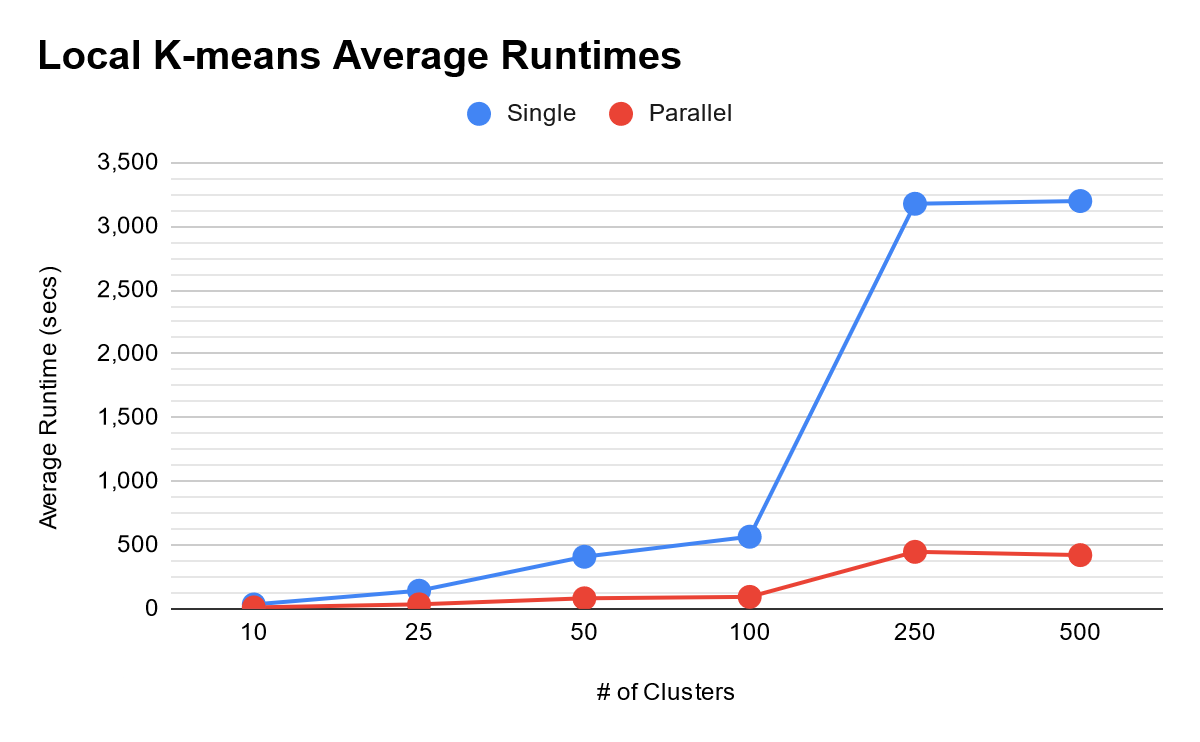 Local K-means Average Runtimes
Single Parallel
Average Runtime (secs)
3,500
3,000
2,500
2,000
1,500
1,000
500
0
10 25 50 100 250 500
# of Clusters